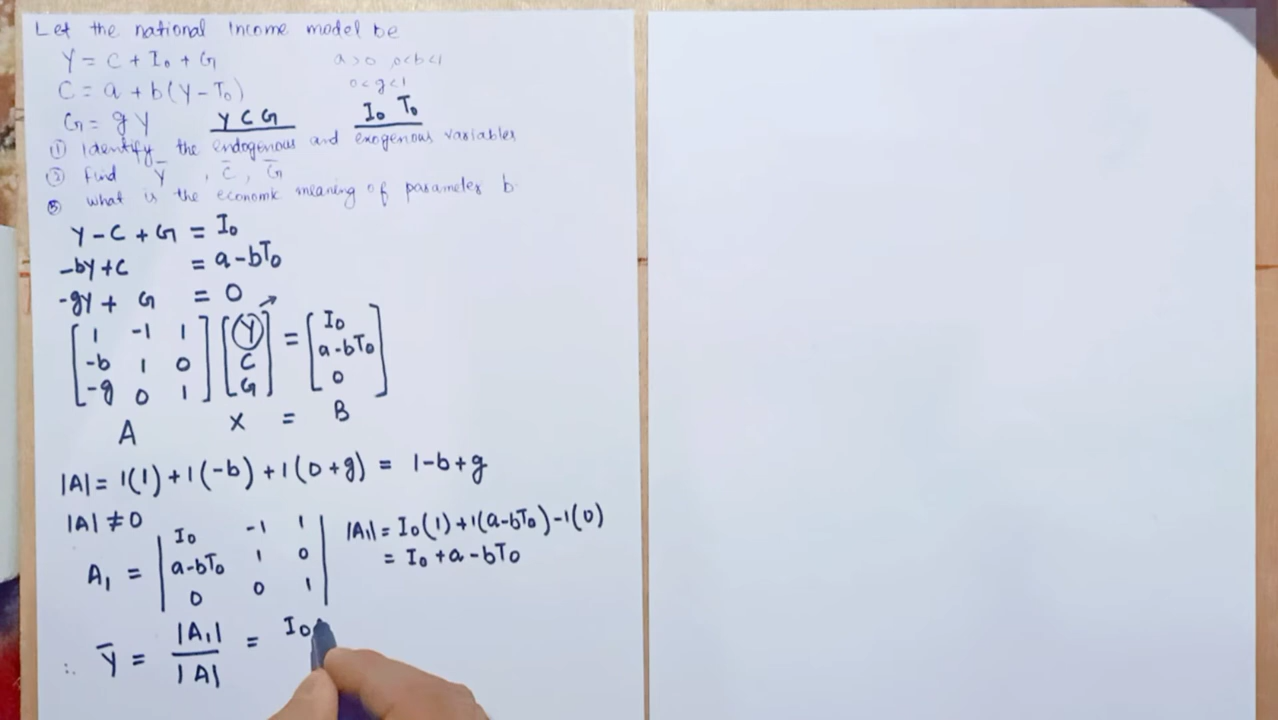 Let the national Income model be
Y = C + I₀ + G a>0 , 0<b<1
C = a + b(Y-T₀) 0<g<1
G = gY Y C G I₀ T₀
① Identify the endogenous and exogenous variables
② find Y̅ , C̅ , G̅
③ what is the economic meaning of parameter b
Y - C + G = I₀
-bY + C = a - bT₀
-gY + G = 0
[ 1 -1 1 ] [ Y ] = [ I₀ ]
[ -b 1 0 ] [ C ] [ a-bT₀ ]
[ -g 0 1 ] [ G ] [ 0 ]
A X = B
|A| = 1(1) + 1(-b) + 1(0+g) = 1-b+g
|A| ≠ 0
A₁ = | I₀ -1 1 |
| a-bT₀ 1 0 |
| 0 0 1 |
|A₁| = I₀(1) + 1(a-bT₀) - 1(0)
= I₀ + a - bT₀
∴ Y̅ = |A₁| / |A| = I₀